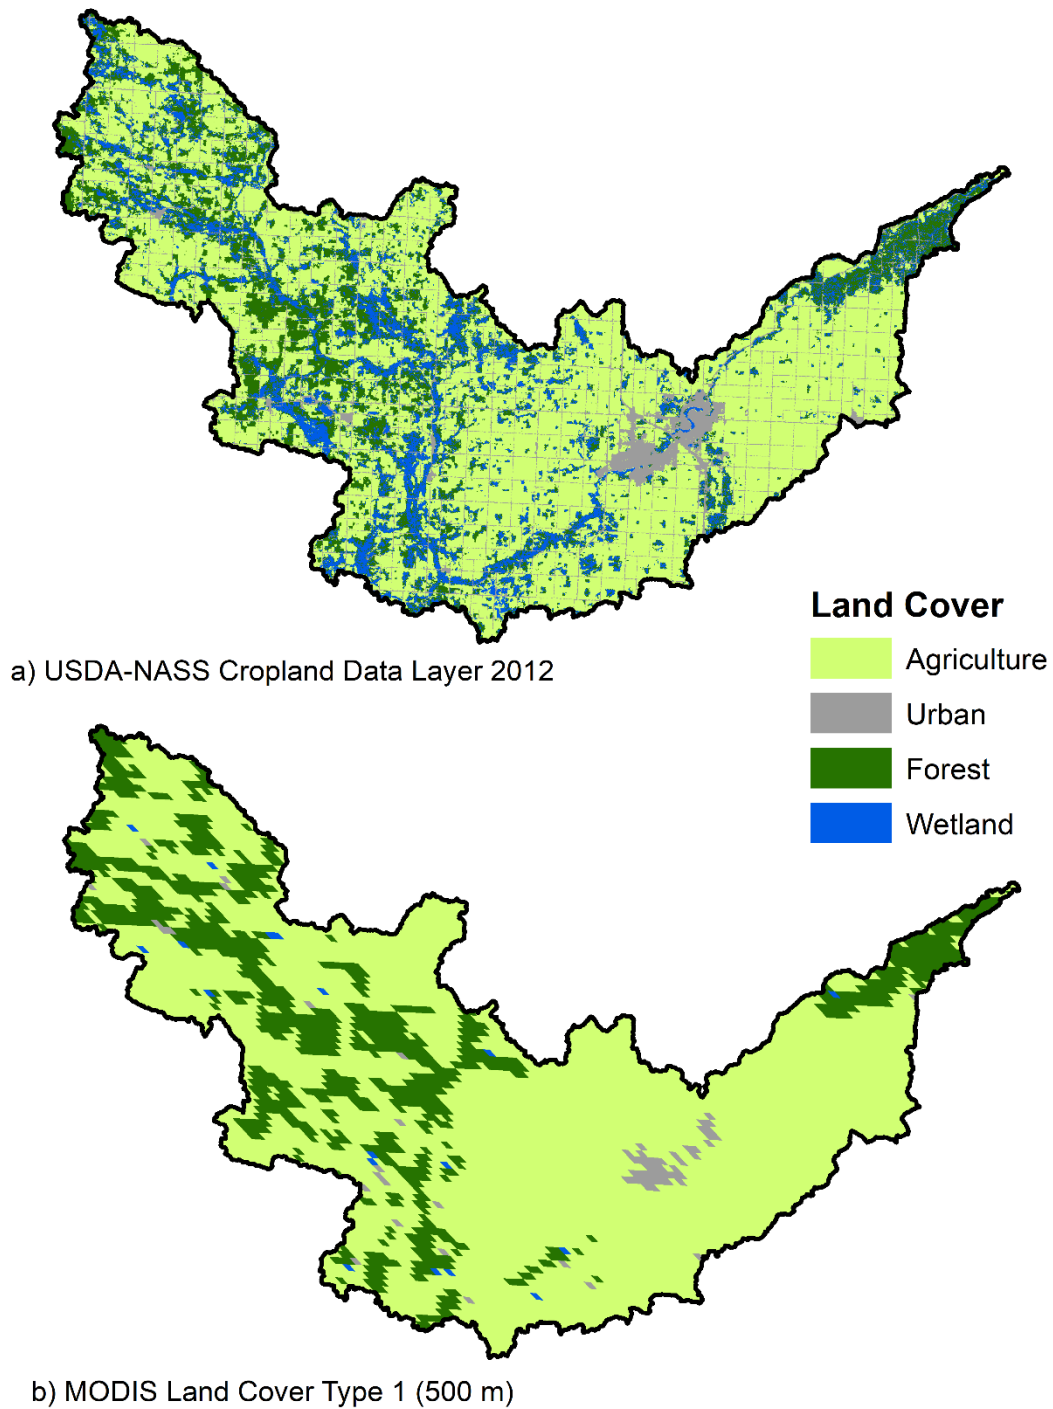 a) USDA-NASS Cropland Data Layer 2012
Land Cover
Agriculture
Urban
Forest
Wetland
b) MODIS Land Cover Type 1 (500 m)